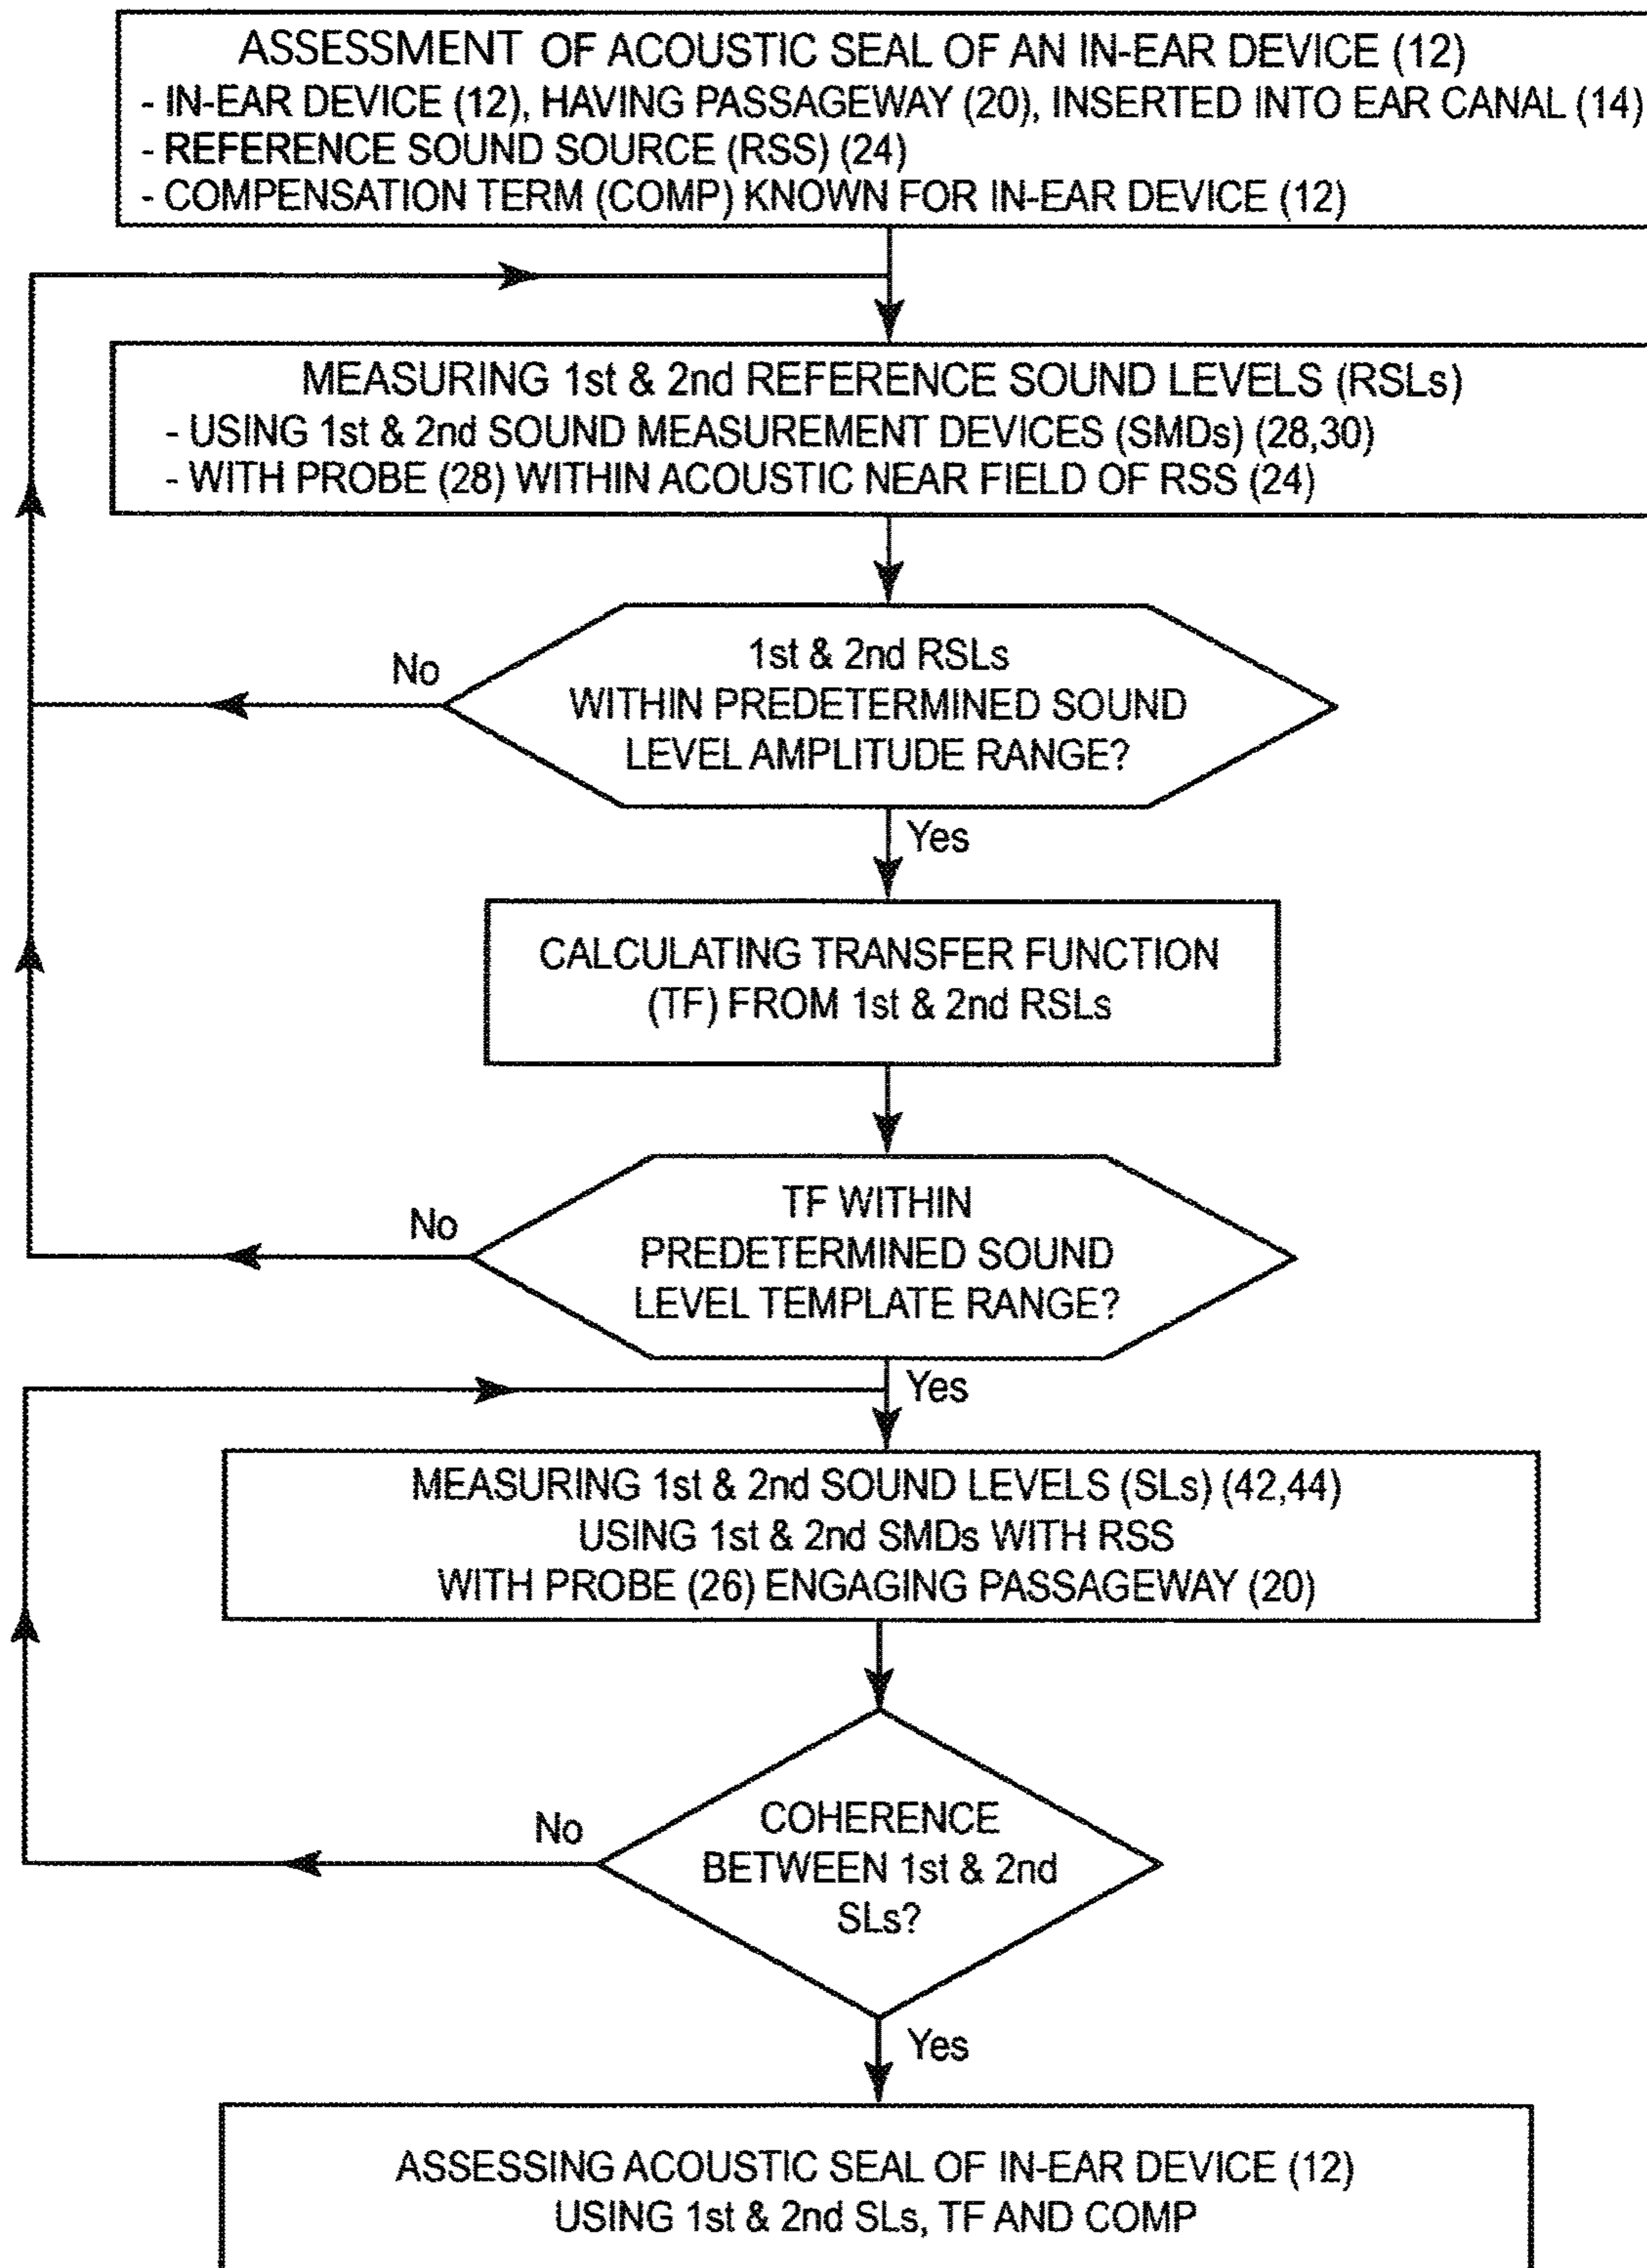 ASSESSMENT OF ACOUSTIC SEAL OF AN IN-EAR DEVICE (12)
- IN-EAR DEVICE (12), HAVING PASSAGEWAY (20), INSERTED INTO EAR CANAL (14)
- REFERENCE SOUND SOURCE (RSS) (24)
- COMPENSATION TERM (COMP) KNOWN FOR IN-EAR DEVICE (12)
MEASURING 1st & 2nd REFERENCE SOUND LEVELS (RSLs)
- USING 1st & 2nd SOUND MEASUREMENT DEVICES (SMDs) (28,30)
- WITH PROBE (28) WITHIN ACOUSTIC NEAR FIELD OF RSS (24)
1st & 2nd RSLs
WITHIN PREDETERMINED SOUND
LEVEL AMPLITUDE RANGE?
No
Yes
CALCULATING TRANSFER FUNCTION
(TF) FROM 1st & 2nd RSLs
TF WITHIN
PREDETERMINED SOUND
LEVEL TEMPLATE RANGE?
No
Yes
MEASURING 1st & 2nd SOUND LEVELS (SLs) (42,44)
USING 1st & 2nd SMDs WITH RSS
WITH PROBE (26) ENGAGING PASSAGEWAY (20)
COHERENCE
BETWEEN 1st & 2nd
SLs?
No
Yes
ASSESSING ACOUSTIC SEAL OF IN-EAR DEVICE (12)
USING 1st & 2nd SLs, TF AND COMP